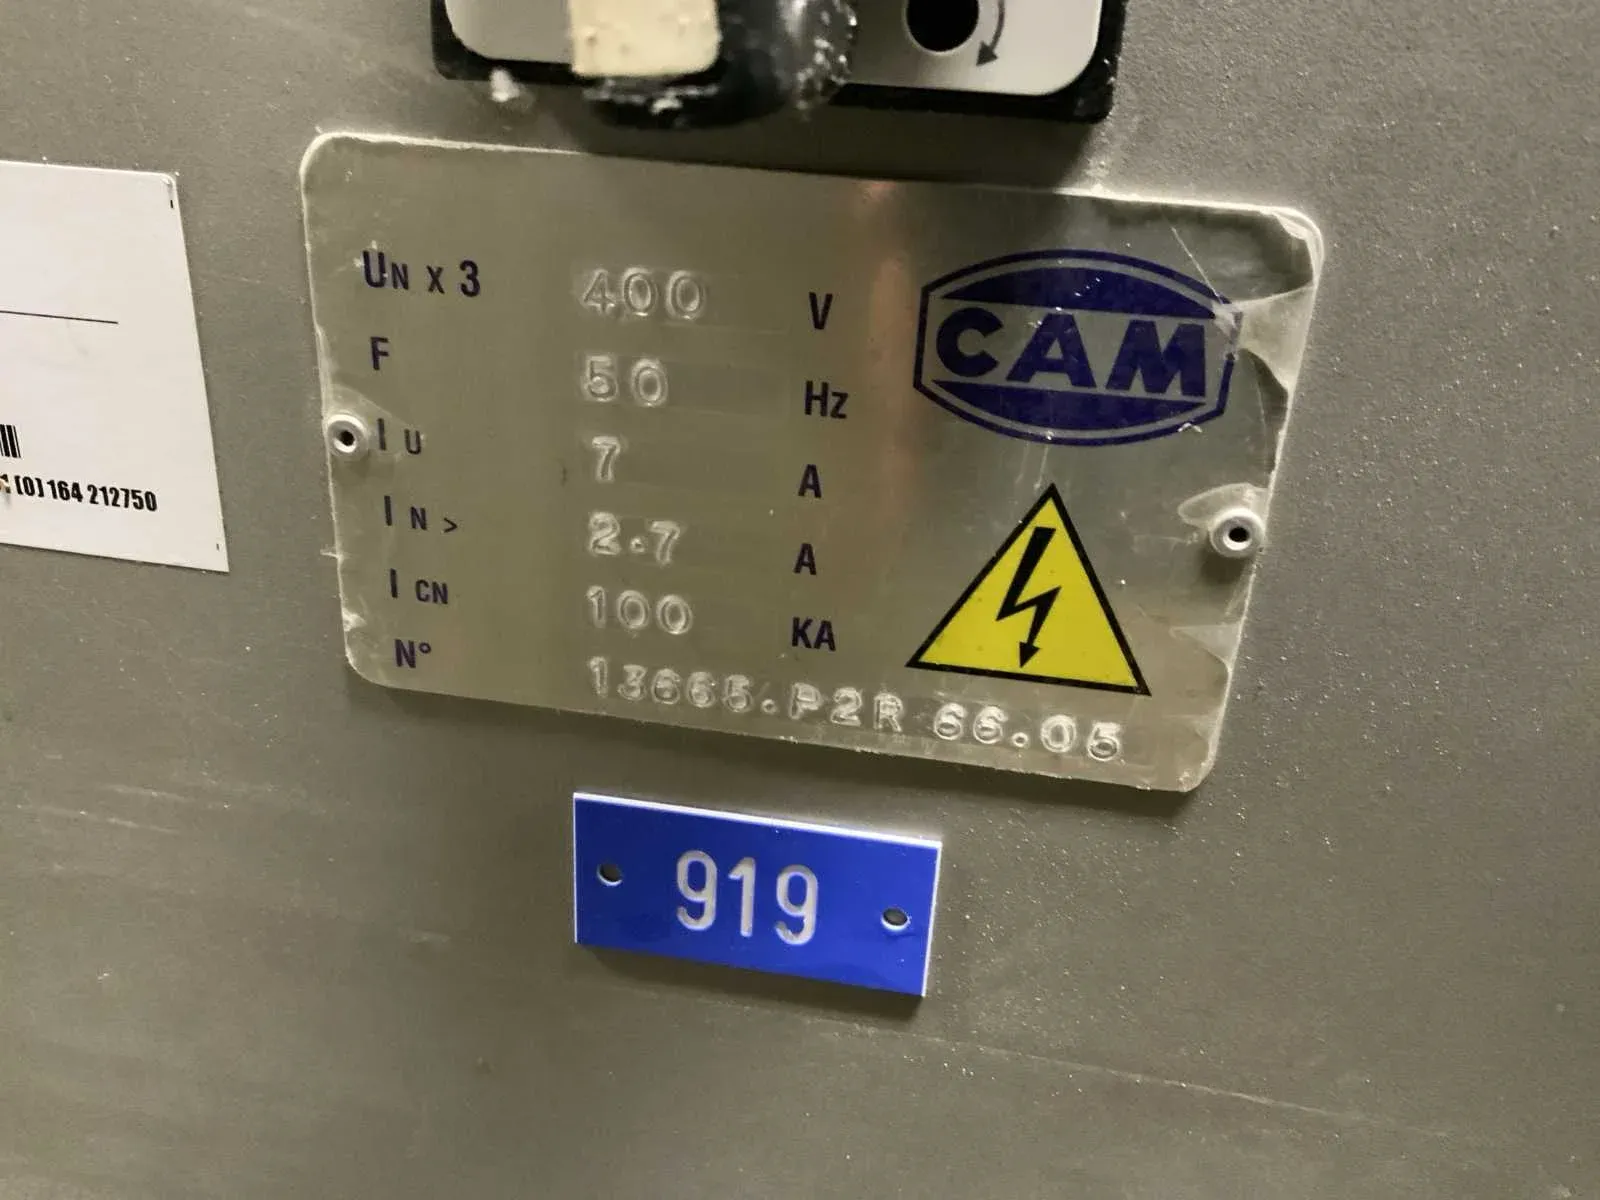 UN x 3 400 V
F 50 Hz
IU 7 A
IN > 2.7 A
ICN 100 KA
N° 13665.P2R 66.05
CAM
(0) 164 212750
919